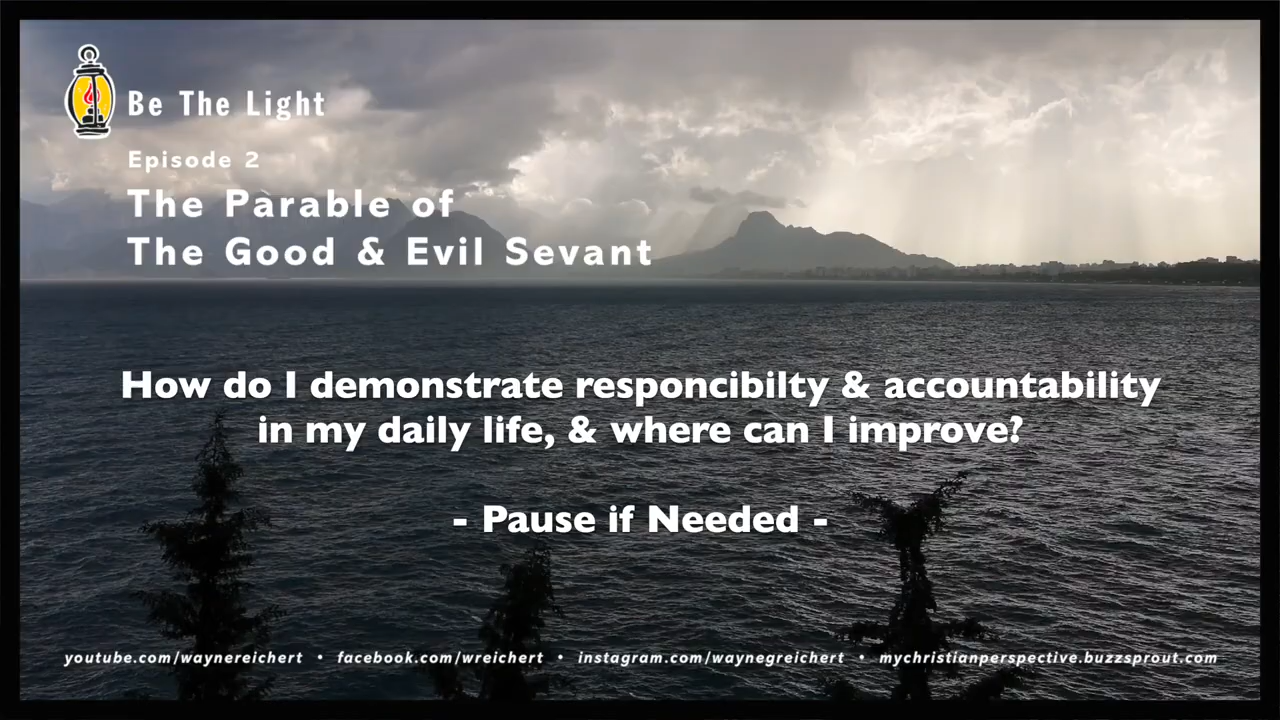 Be The Light
Episode 2
The Parable of
The Good & Evil Sevant
How do I demonstrate responcibilty & accountability
in my daily life, & where can I improve?
- Pause if Needed -
youtube.com/waynereichert • facebook.com/wreichert • instagram.com/waynegreichert • mychristianperspective.buzzsprout.com